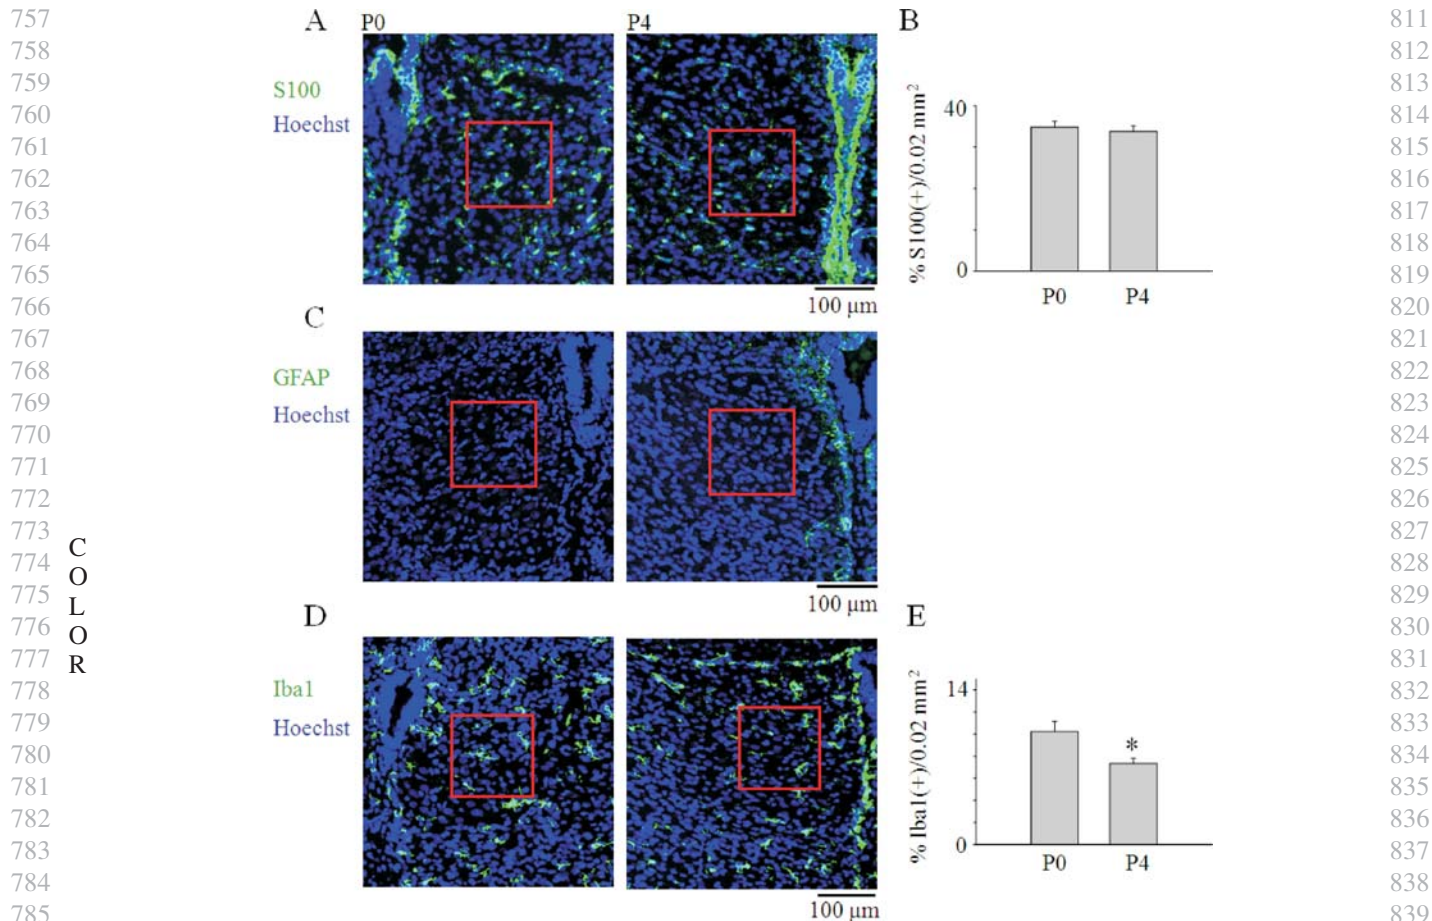 757
758
759
760
761
762
763
764
765
766
767
768
769
770
771
772
773
774
775
776
777
778
779
780
781
782
783
784
785
C
O
L
O
R
A
P0
P4
S100
Hoechst
100 µm
B
% S100(+)/0.02 mm²
40
0
P0
P4
C
GFAP
Hoechst
100 µm
D
Iba1
Hoechst
100 µm
E
% Iba1(+)/0.02 mm²
14
0
*
P0
P4
811
812
813
814
815
816
817
818
819
820
821
822
823
824
825
826
827
828
829
830
831
832
833
834
835
836
837
838
839